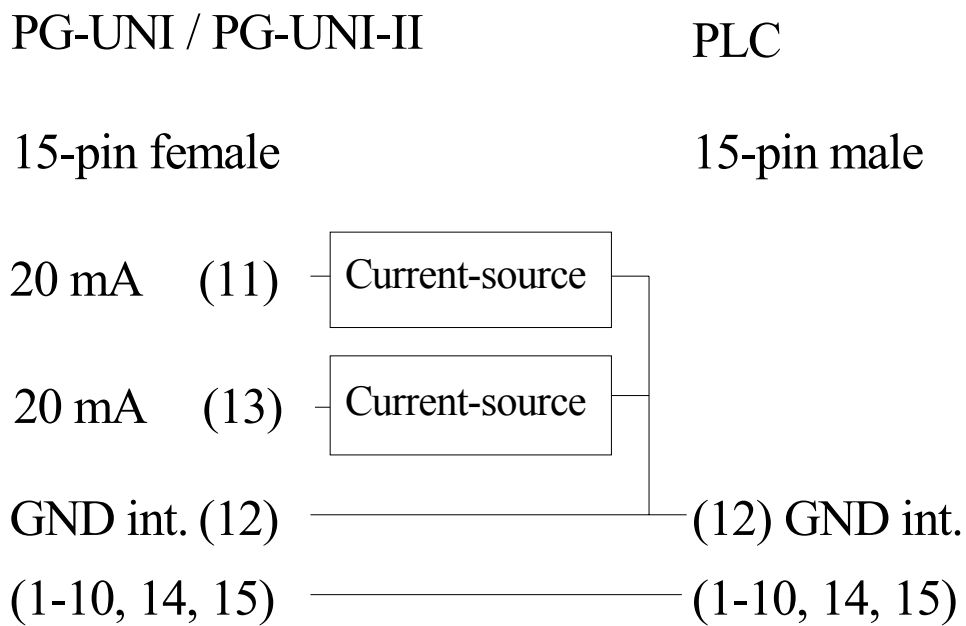 PG-UNI / PG-UNI-II PLC
15-pin female 15-pin male
20 mA (11) Current-source
20 mA (13) Current-source
GND int. (12) (12) GND int.
(1-10, 14, 15) (1-10, 14, 15)